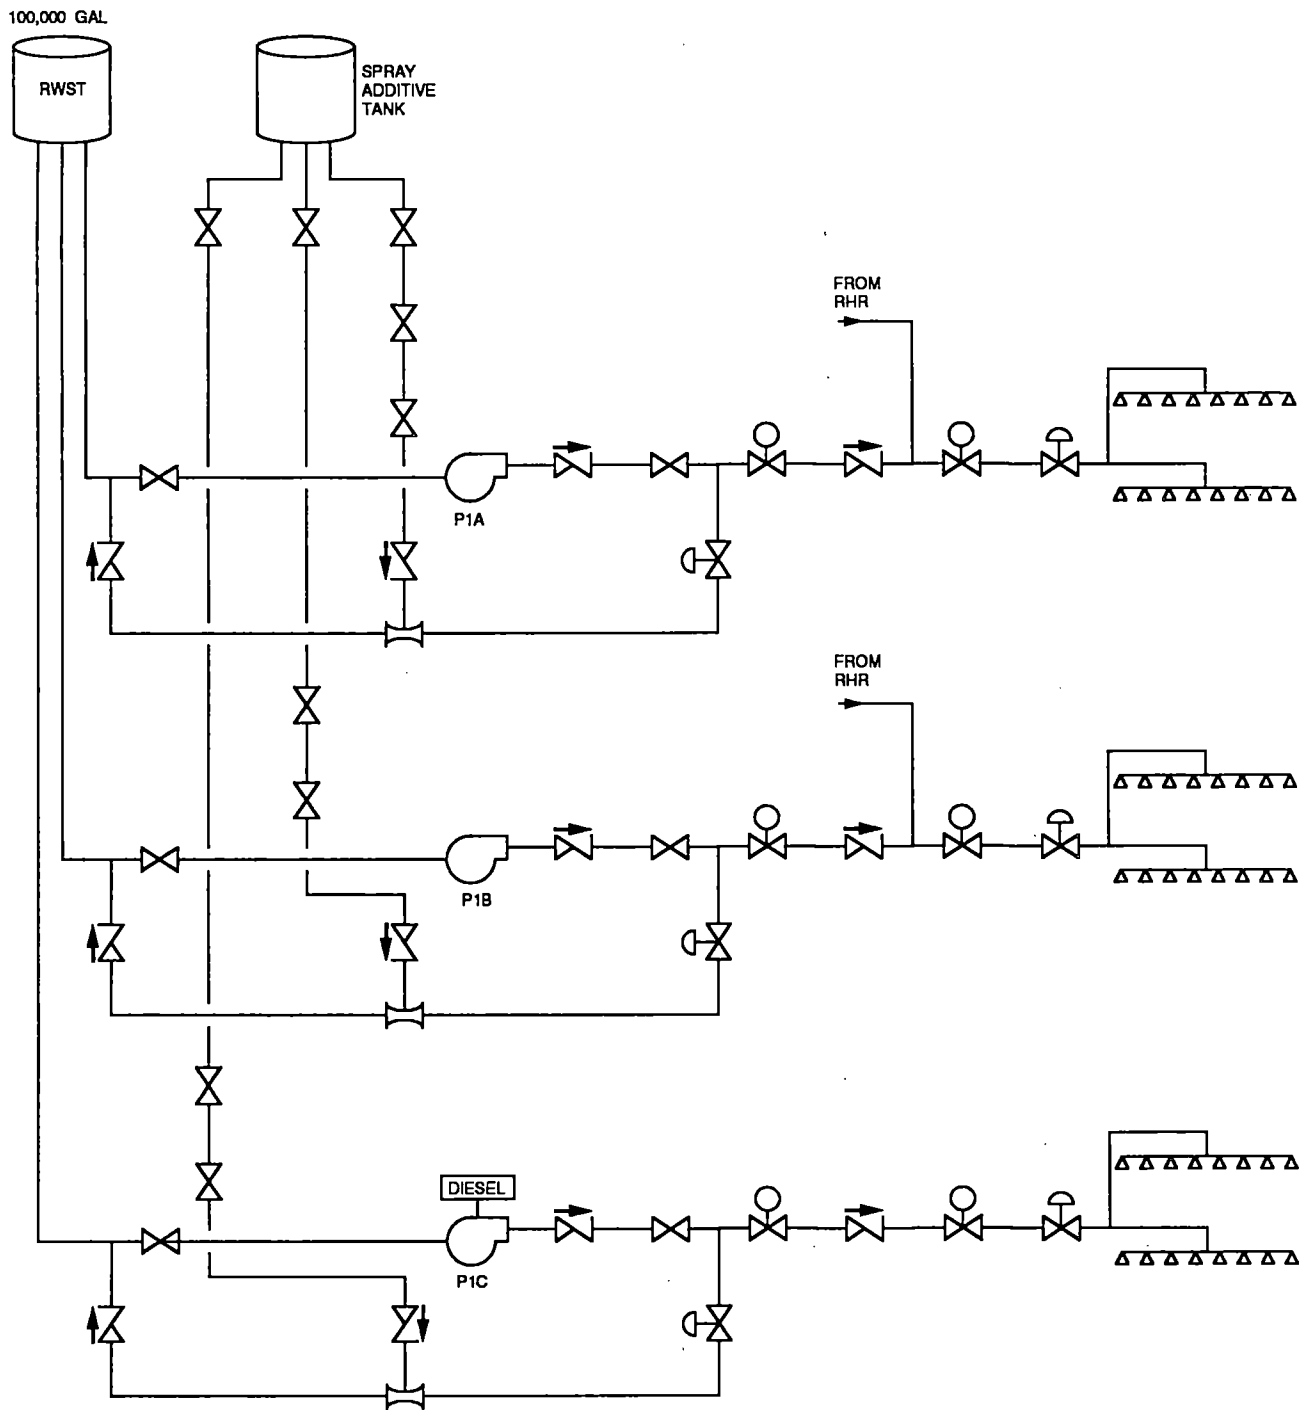 100,000 GAL
RWST
SPRAY
ADDITIVE
TANK
FROM
RHR
P1A
FROM
RHR
P1B
DIESEL
P1C